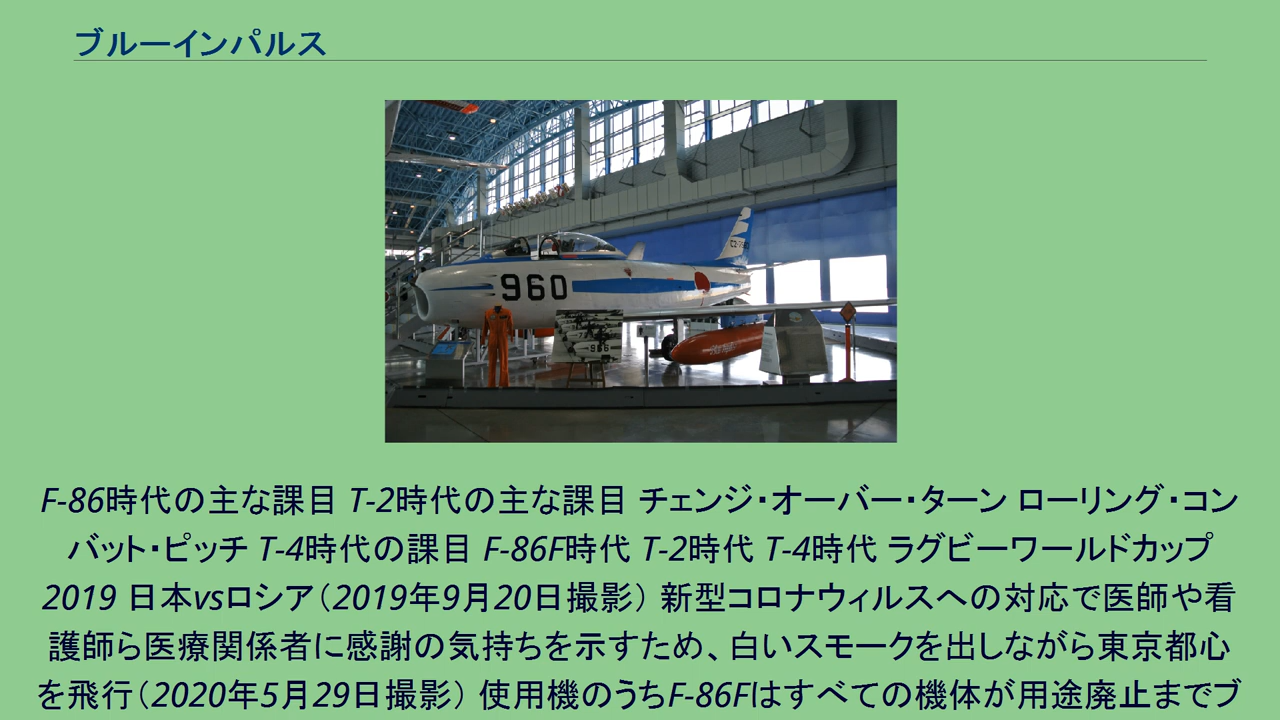 ブルーインパルス
960
986
F-86時代の主な課目 T-2時代の主な課目 チェンジ・オーバー・ターン ローリング・コン
バット・ピッチ T-4時代の課目 F-86F時代 T-2時代 T-4時代 ラグビーワールドカップ
2019 日本vsロシア（2019年9月20日撮影） 新型コロナウィルスへの対応で医師や看
護師ら医療関係者に感謝の気持ちを示すため、白いスモークを出しながら東京都心
を飛行（2020年5月29日撮影） 使用機のうちF-86Fはすべての機体が用途廃止までブ